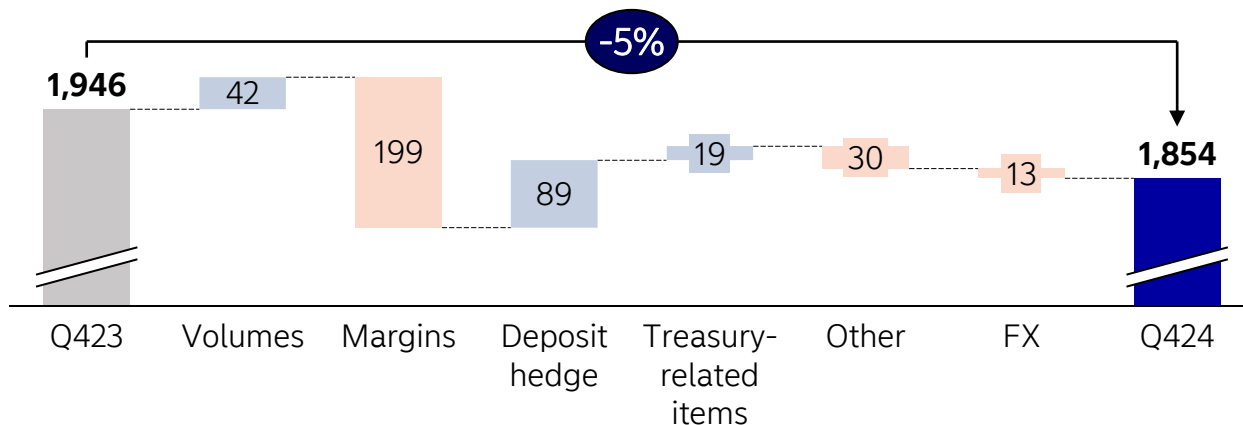 -5%
1,946
42
199
89
19
30
13
1,854
Q423
Volumes
Margins
Deposit
hedge
Treasury-
related
items
Other
FX
Q424